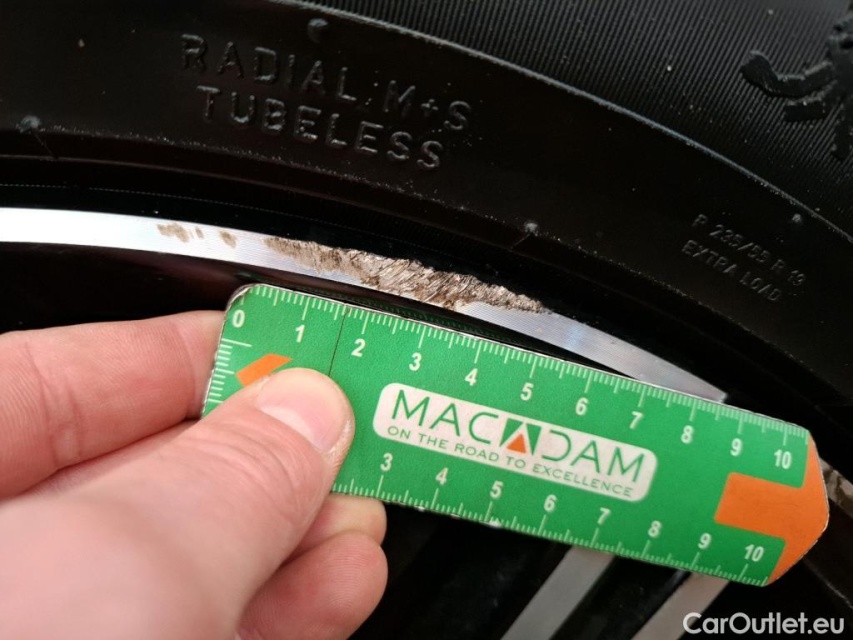 RADIAL M+S
TUBELESS
P 235/55 R 19
EXTRA LOAD
0 1 2 3 4 5 6 7 8 9 10
MACADAM
ON THE ROAD TO EXCELLENCE
3 4 5 6 7 8 9 10
CarOutlet.eu